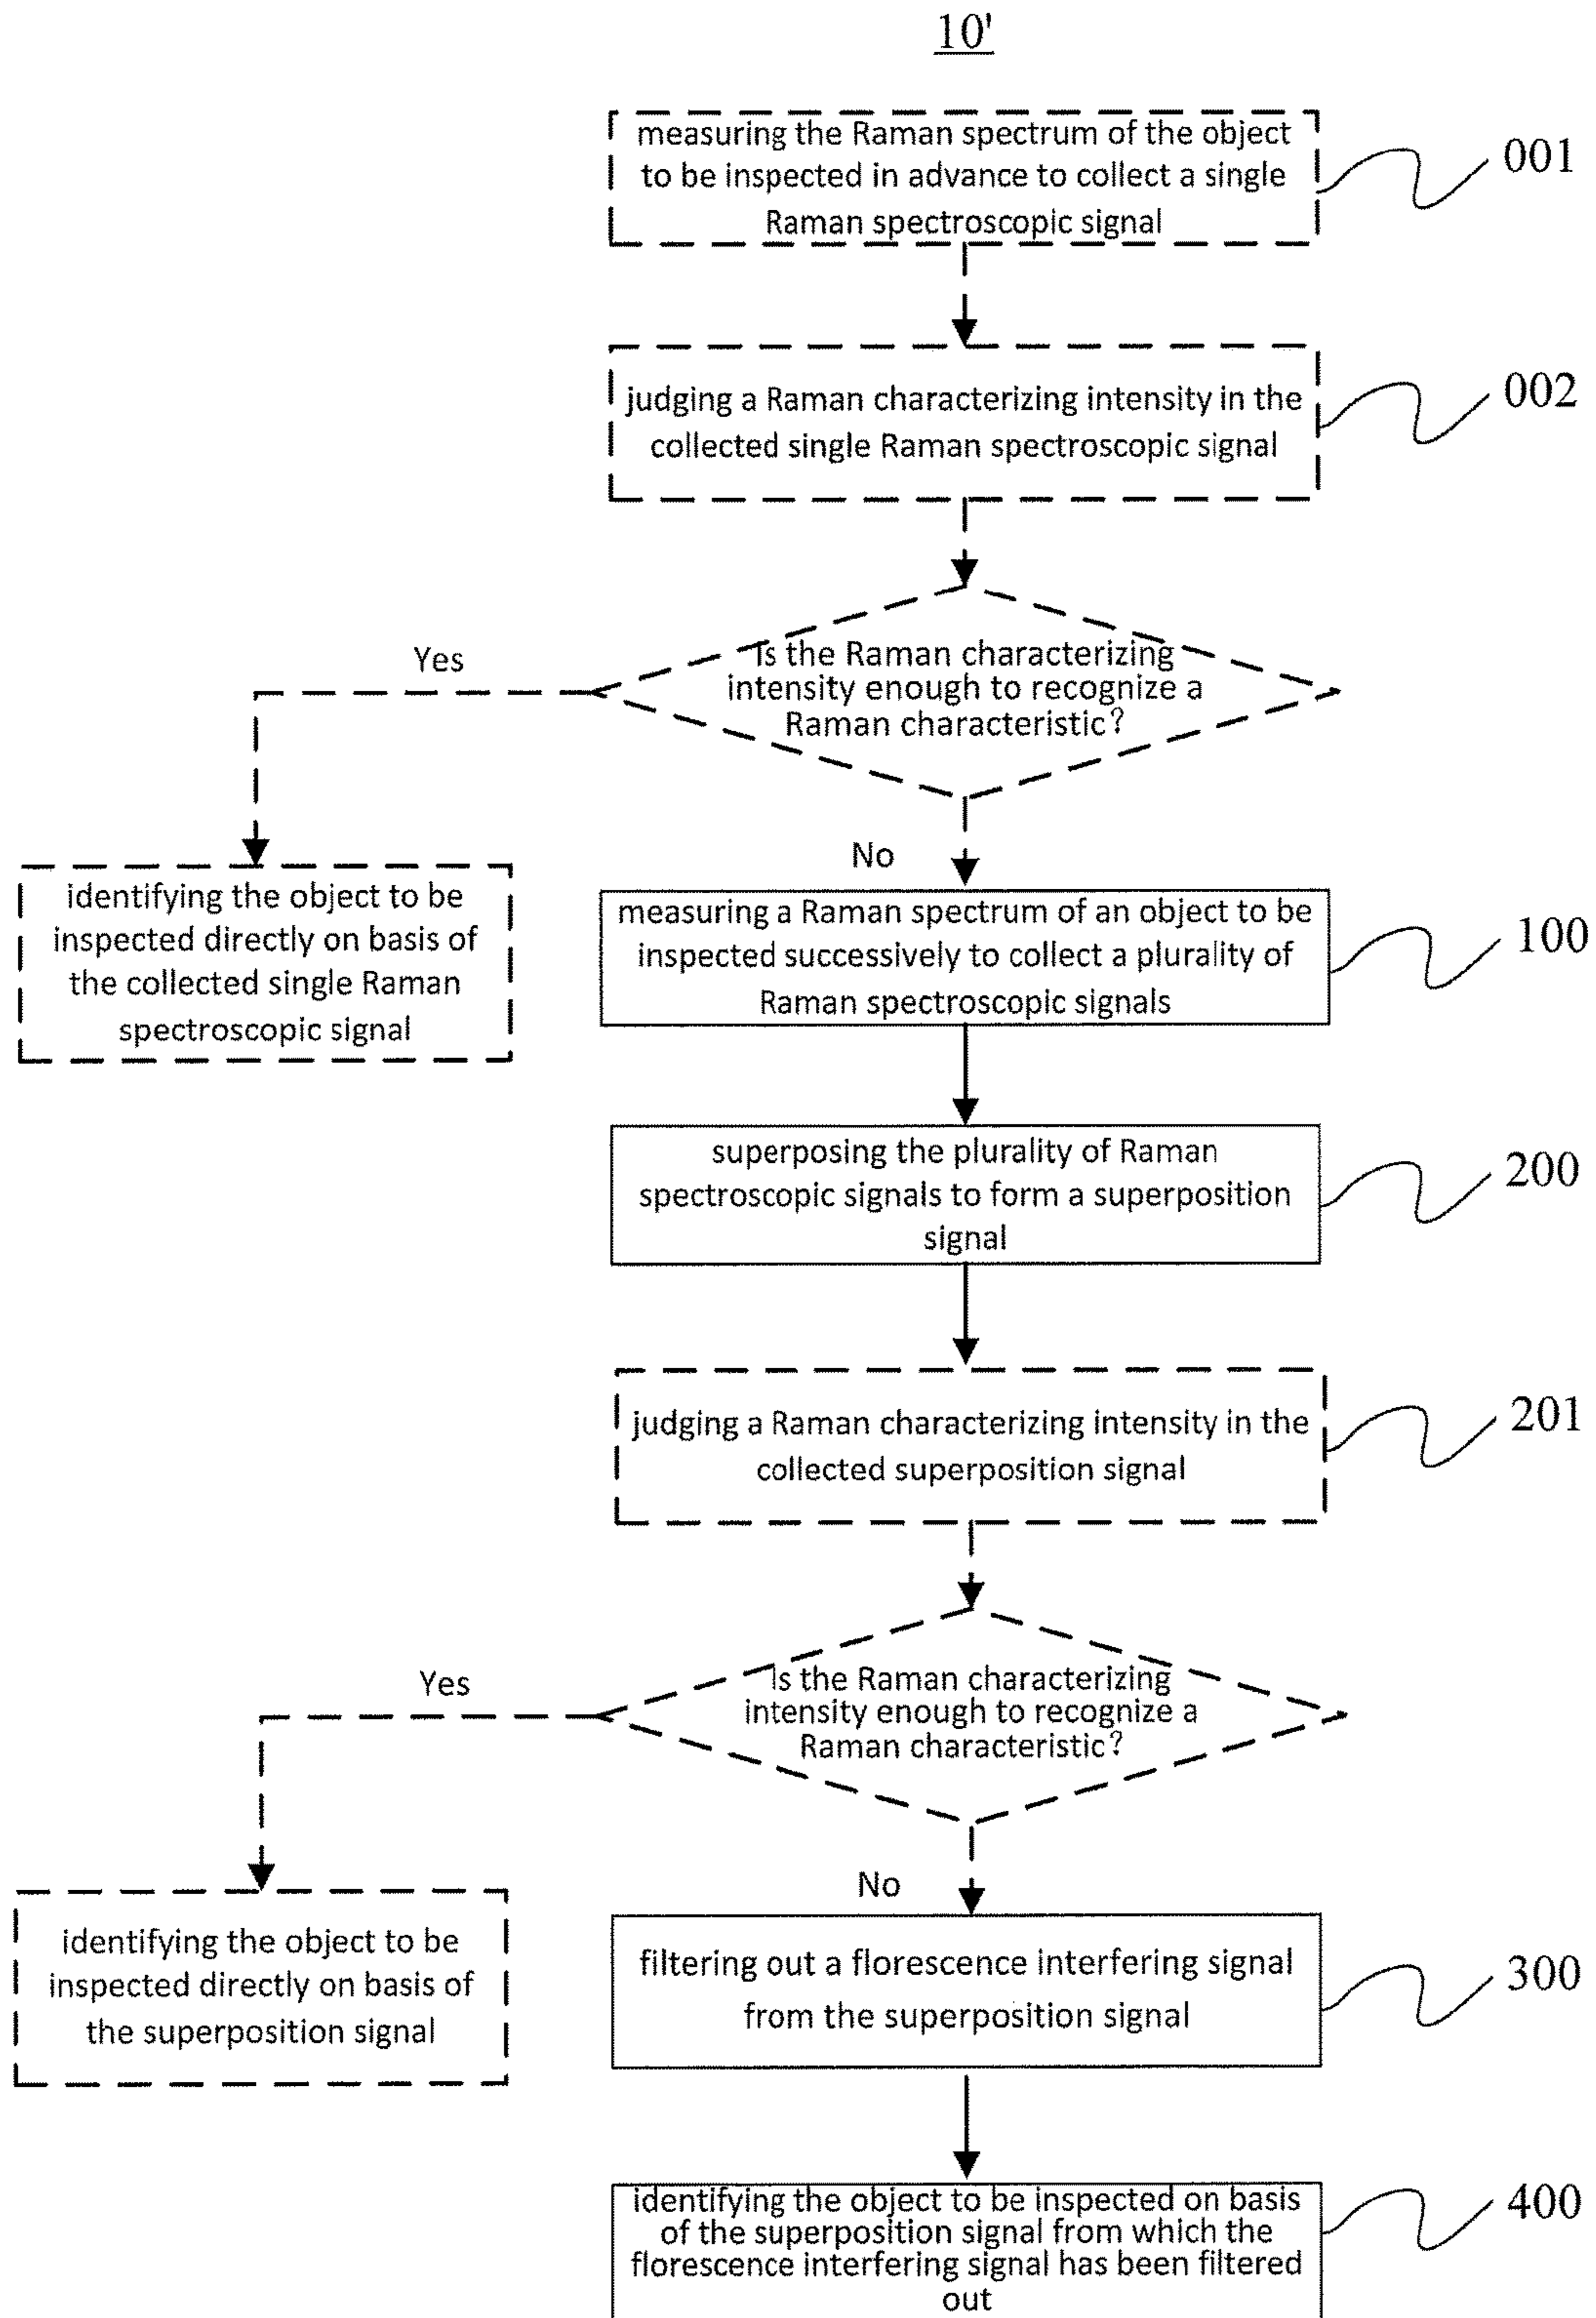 10'
measuring the Raman spectrum of the object
to be inspected in advance to collect a single
Raman spectroscopic signal
001
judging a Raman characterizing intensity in the
collected single Raman spectroscopic signal
002
Is the Raman characterizing
intensity enough to recognize a
Raman characteristic?
Yes
No
identifying the object to be
inspected directly on basis of
the collected single Raman
spectroscopic signal
measuring a Raman spectrum of an object to be
inspected successively to collect a plurality of
Raman spectroscopic signals
100
superposing the plurality of Raman
spectroscopic signals to form a superposition
signal
200
judging a Raman characterizing intensity in the
collected superposition signal
201
Is the Raman characterizing
intensity enough to recognize a
Raman characteristic?
Yes
No
identifying the object to be
inspected directly on basis of
the superposition signal
filtering out a florescence interfering signal
from the superposition signal
300
identifying the object to be inspected on basis
of the superposition signal from which the
florescence interfering signal has been filtered
out
400